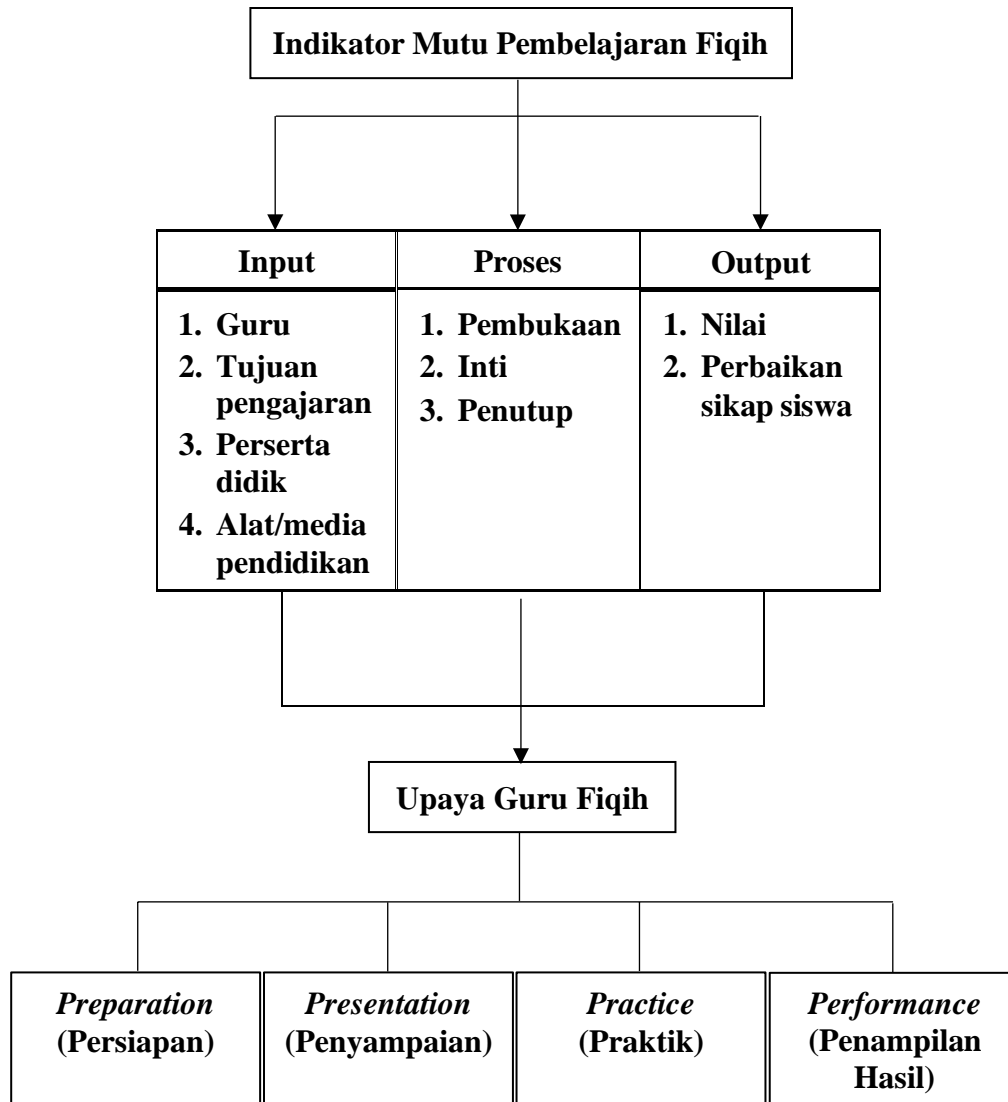 Indikator Mutu Pembelajaran Fiqih
Input
1. Guru
2. Tujuan
pengajaran
3. Perserta
didik
4. Alat/media
pendidikan
Proses
1. Pembukaan
2. Inti
3. Penutup
Output
1. Nilai
2. Perbaikan
sikap siswa
Upaya Guru Fiqih
Preparation
(Persiapan)
Presentation
(Penyampaian)
Practice
(Praktik)
Performance
(Penampilan
Hasil)